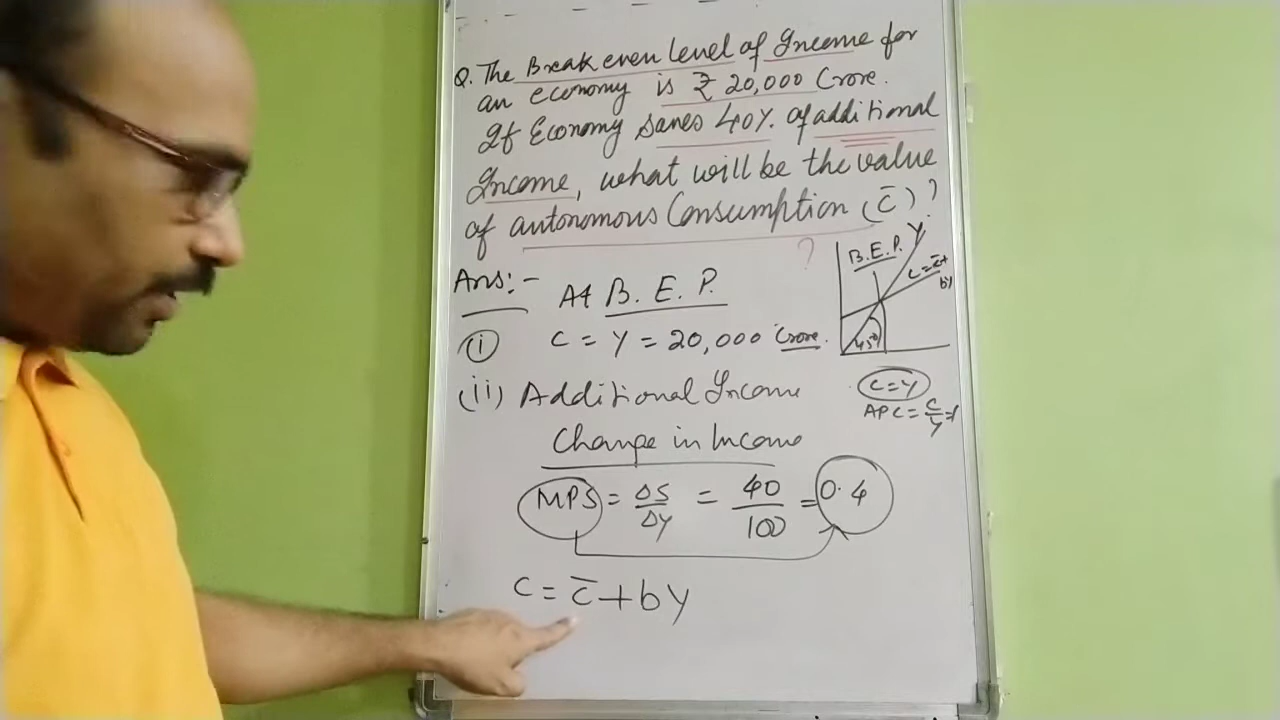 Q. The Break even level of Income for
an economy is ₹ 20,000 Crore.
If Economy saves 40%. of additional
Income, what will be the value
of autonomous Consumption (c̄)?
?
Ans:-
At B. E. P.
(i) C = Y = 20,000 Crore.
B.E.P.
Y
C = c̄ +
by
45°
(ii) Additional Income
Change in Income
C=Y
APC = C/Y = 1
MPS = ΔS/ΔY = 40/100 = 0.4
C = c̄ + by